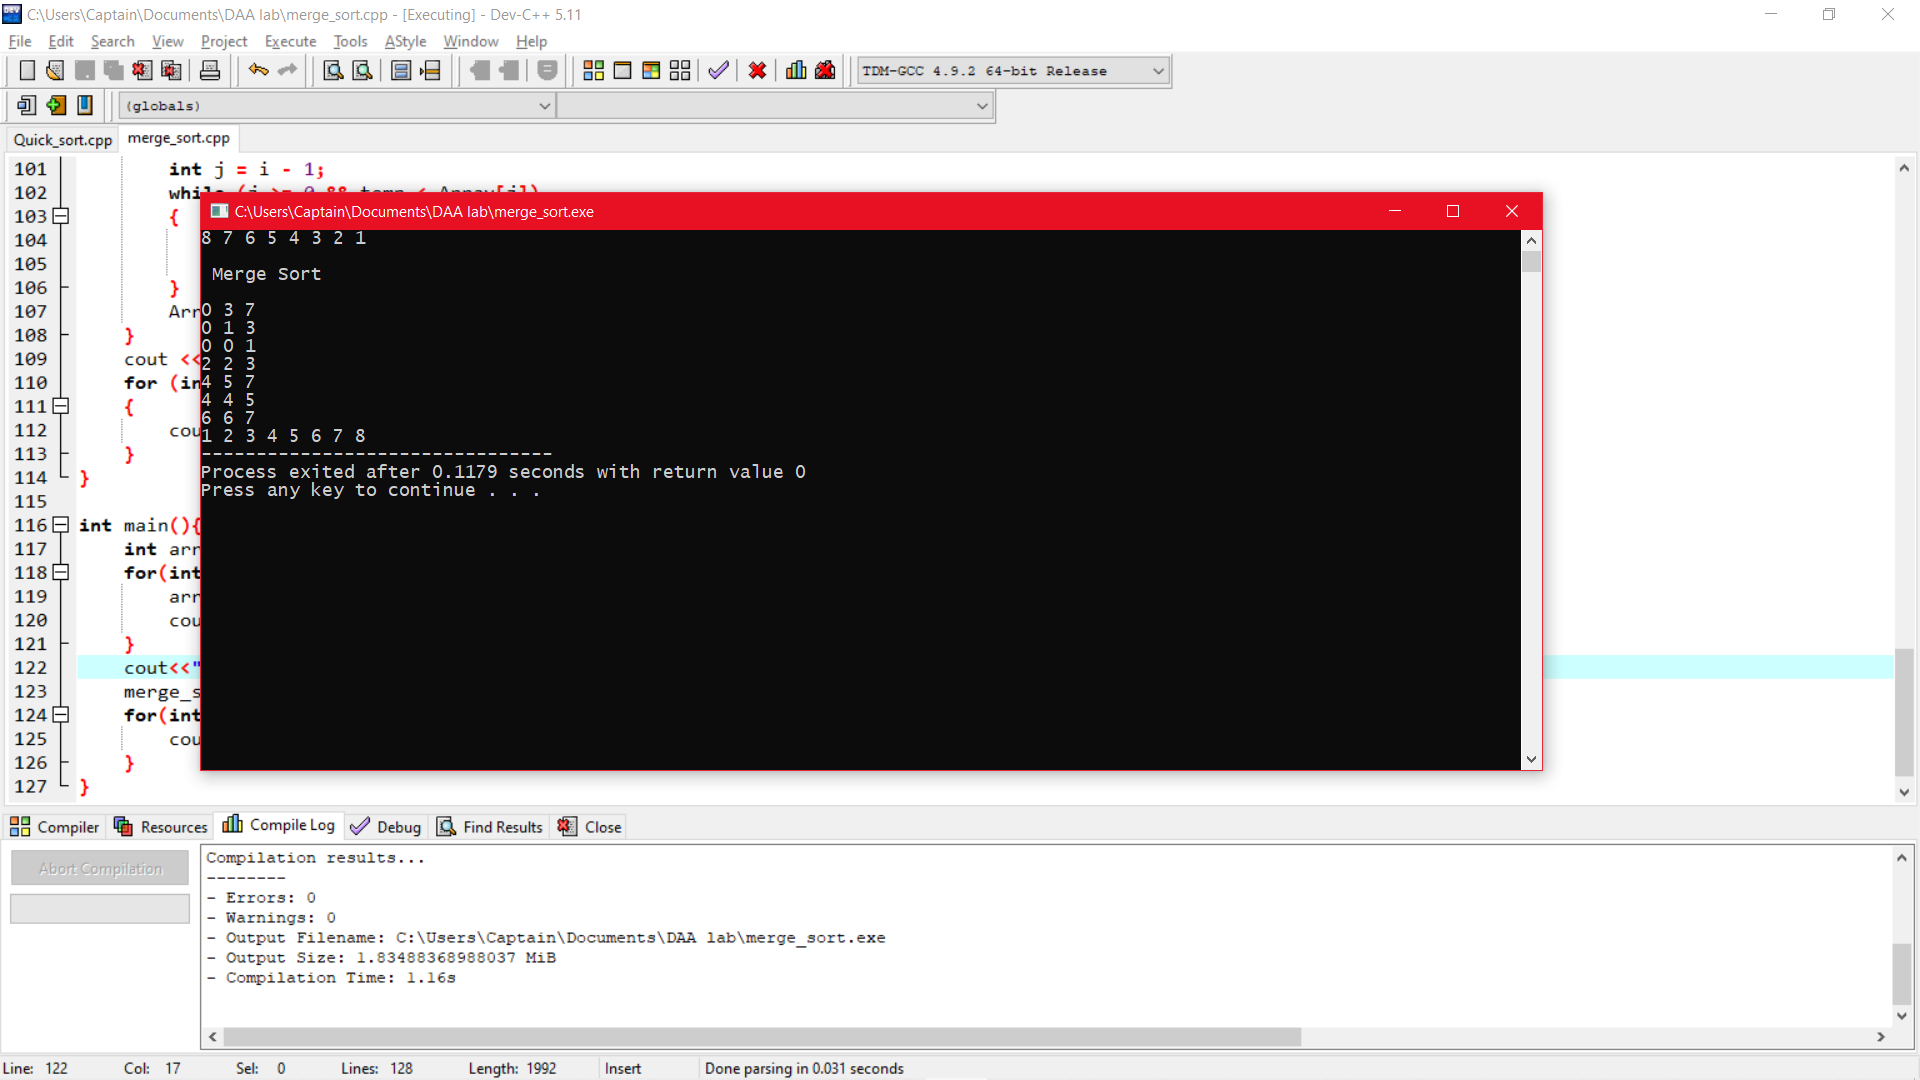 C:\Users\Captain\Documents\DAA lab\merge_sort.cpp - [Executing] - Dev-C++ 5.11
File Edit Search View Project Execute Tools AStyle Window Help
TDM-GCC 4.9.2 64-bit Release
(globals)
Quick_sort.cpp merge_sort.cpp
101 int j = i - 1;
102 while (j >= 0 && temp < Array[j])
103 {
104
105
106 }
107 Arr
108 }
109 cout <<
110 for (in
111 {
112 cou
113 }
114 }
115
116 int main(){
117 int arr
118 for(int
119 arr
120 cou
121 }
122 cout<<"
123 merge_s
124 for(int
125 cou
126 }
127 }
C:\Users\Captain\Documents\DAA lab\merge_sort.exe
8 7 6 5 4 3 2 1
Merge Sort
0 3 7
0 1 3
0 0 1
2 2 3
4 5 7
4 4 5
6 6 7
1 2 3 4 5 6 7 8
--------------------------------
Process exited after 0.1179 seconds with return value 0
Press any key to continue . . .
Compiler Resources Compile Log Debug Find Results Close
Abort Compilation
Compilation results...
--------
- Errors: 0
- Warnings: 0
- Output Filename: C:\Users\Captain\Documents\DAA lab\merge_sort.exe
- Output Size: 1.83488368988037 MiB
- Compilation Time: 1.16s
Line: 122 Col: 17 Sel: 0 Lines: 128 Length: 1992 Insert Done parsing in 0.031 seconds